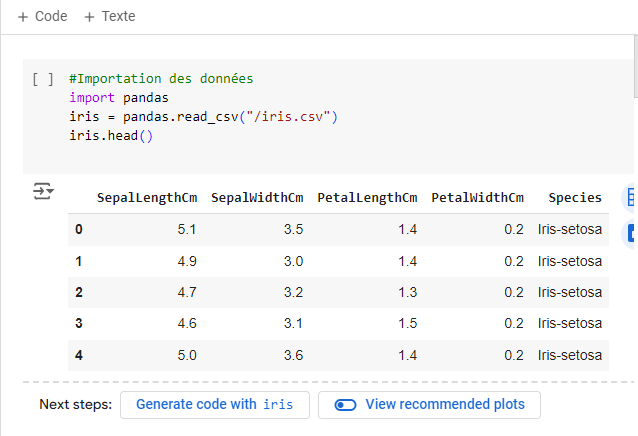 + Code + Texte
[ ] #Importation des données
import pandas
iris = pandas.read_csv("/iris.csv")
iris.head()
SepalLengthCm SepalWidthCm PetalLengthCm PetalWidthCm Species
0 5.1 3.5 1.4 0.2 Iris-setosa
1 4.9 3.0 1.4 0.2 Iris-setosa
2 4.7 3.2 1.3 0.2 Iris-setosa
3 4.6 3.1 1.5 0.2 Iris-setosa
4 5.0 3.6 1.4 0.2 Iris-setosa
Next steps: Generate code with iris View recommended plots